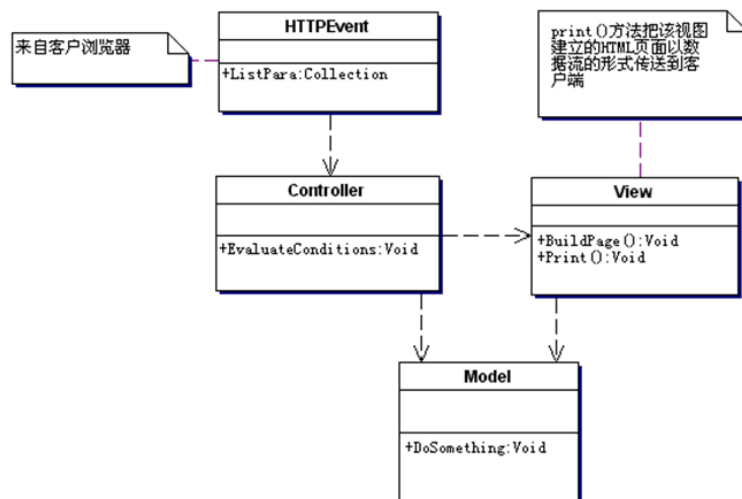 HTTPEvent
来自客户浏览器
+ListPara:Collection
print()方法把该视图
建立的HTML页面以数
据流的形式传送到客
户端
Controller
+EvaluateConditions:Void
View
+BuildPage():Void
+Print():Void
Model
+DoSomething:Void